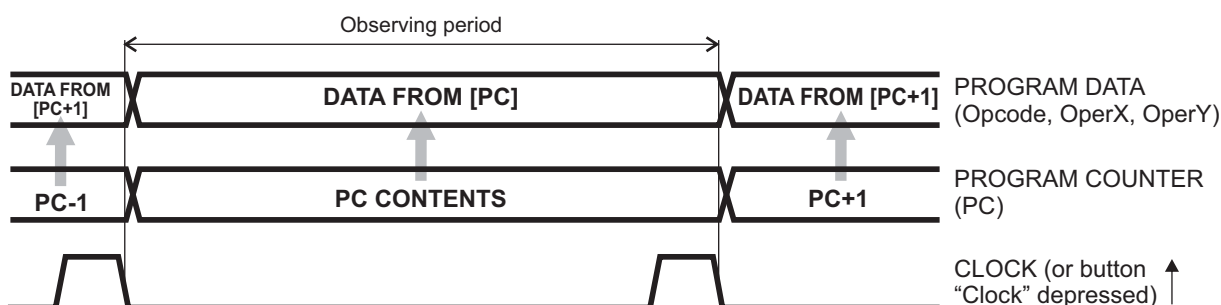 Observing period
DATA FROM
[PC+1]
DATA FROM [PC]
DATA FROM [PC+1]
PROGRAM DATA
(Opcode, OperX, OperY)
PC-1
PC CONTENTS
PC+1
PROGRAM COUNTER
(PC)
CLOCK (or button
“Clock” depressed)